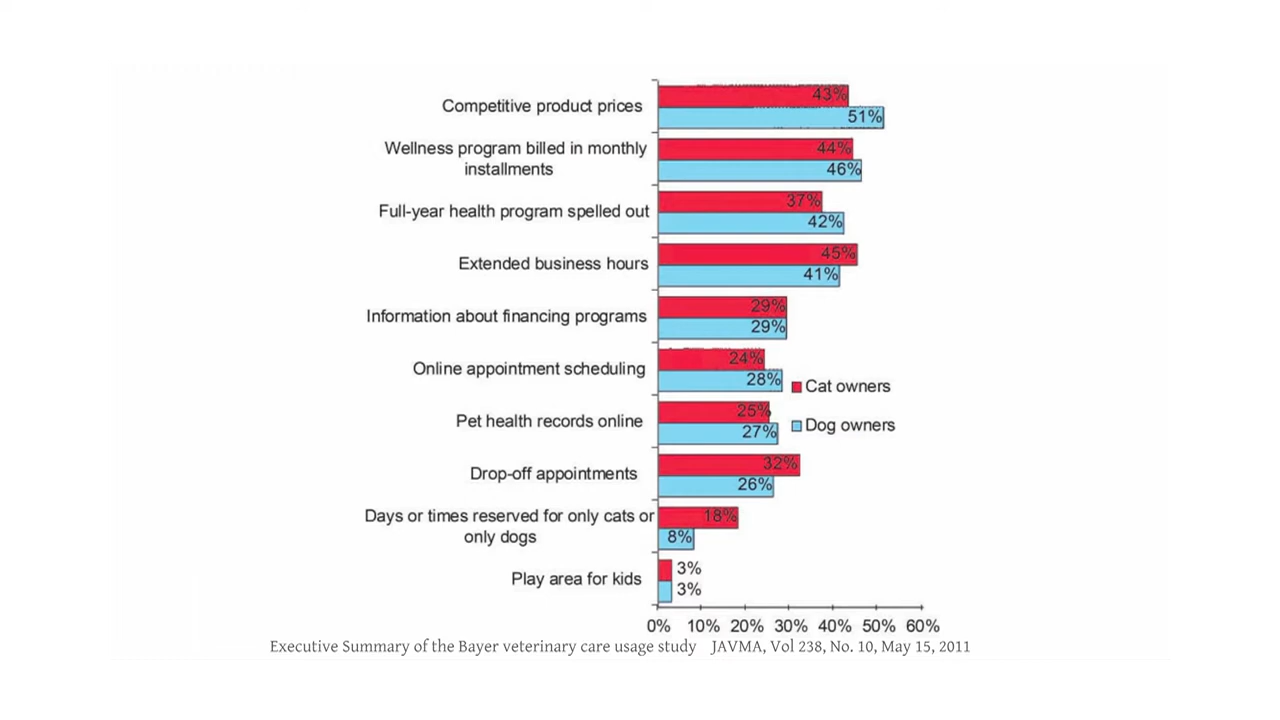 Competitive product prices
43%
51%
Wellness program billed in monthly
installments
44%
46%
Full-year health program spelled out
37%
42%
Extended business hours
45%
41%
Information about financing programs
29%
29%
Online appointment scheduling
24%
28%
Cat owners
Pet health records online
25%
27%
Dog owners
Drop-off appointments
32%
26%
Days or times reserved for only cats or
only dogs
18%
8%
Play area for kids
3%
3%
0% 10% 20% 30% 40% 50% 60%
Executive Summary of the Bayer veterinary care usage study JAVMA, Vol 238, No. 10, May 15, 2011